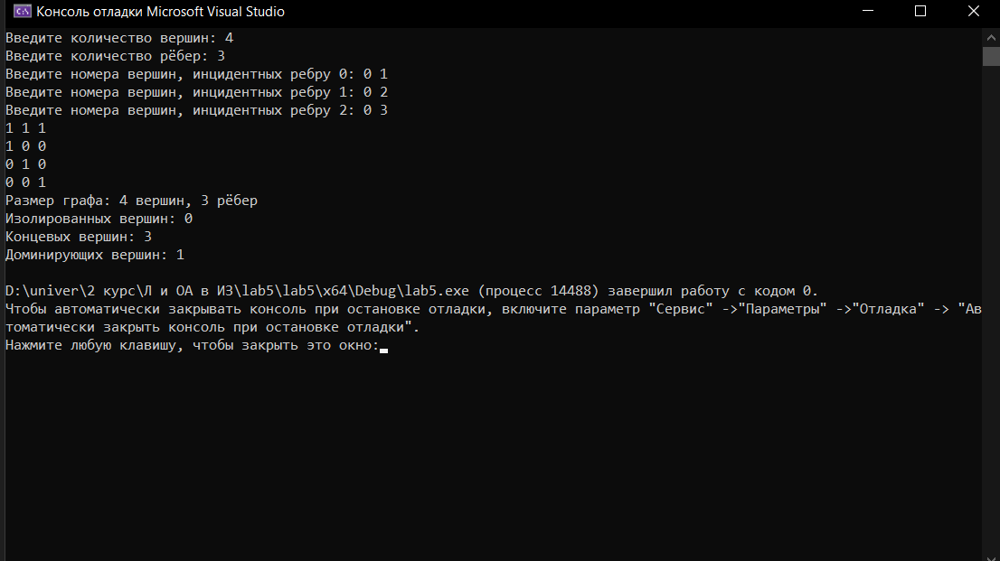 Консоль отладки Microsoft Visual Studio
Введите количество вершин: 4
Введите количество рёбер: 3
Введите номера вершин, инцидентных ребру 0: 0 1
Введите номера вершин, инцидентных ребру 1: 0 2
Введите номера вершин, инцидентных ребру 2: 0 3
1 1 1
1 0 0
0 1 0
0 0 1
Размер графа: 4 вершин, 3 рёбер
Изолированных вершин: 0
Концевых вершин: 3
Доминирующих вершин: 1
D:\univer\2 курс\Л и ОА в ИЗ\lab5\lab5\x64\Debug\lab5.exe (процесс 14488) завершил работу с кодом 0.
Чтобы автоматически закрывать консоль при остановке отладки, включите параметр "Сервис" ->"Параметры" ->"Отладка" -> "Ав
томатически закрыть консоль при остановке отладки".
Нажмите любую клавишу, чтобы закрыть это окно: